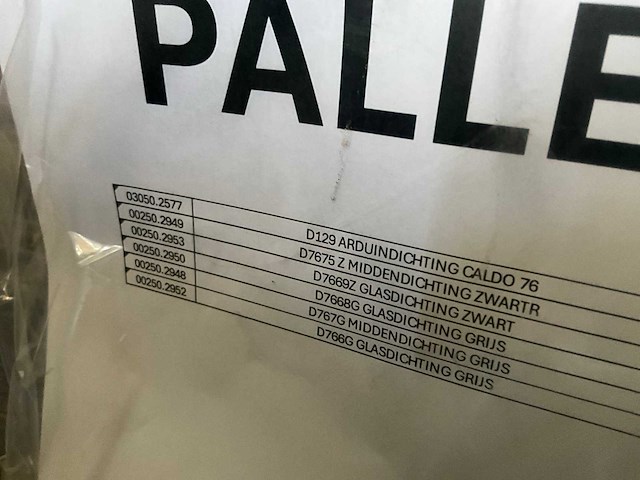 PALLE
03050.2577 D129 ARDUINDICHTING CALDO 76
00250.2949 D7675 Z MIDDENDICHTING ZWARTR
00250.2953 D7669Z GLASDICHTING ZWART
00250.2950 D7668G GLASDICHTING GRIJS
00250.2948 D767G MIDDENDICHTING GRIJS
00250.2952 D766G GLASDICHTING GRIJS